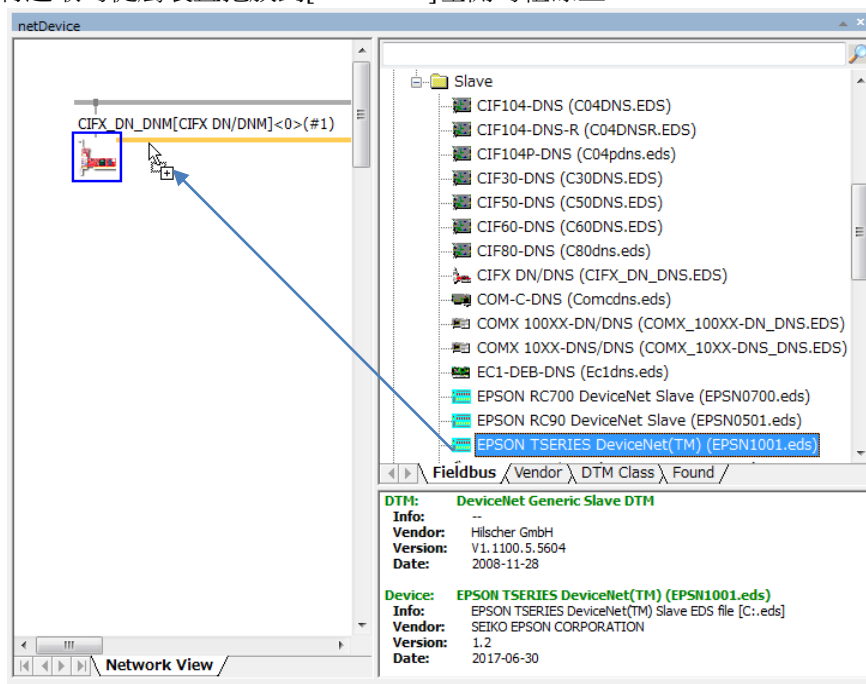 netDevice
CIFX_DN_DNM[CIFX DN/DNM]<0>(#1)
Network View
Slave
CIF104-DNS (C04DNS.EDS)
CIF104-DNS-R (C04DNSR.EDS)
CIF104P-DNS (C04pdns.eds)
CIF30-DNS (C30DNS.EDS)
CIF50-DNS (C50DNS.EDS)
CIF60-DNS (C60DNS.EDS)
CIF80-DNS (C80dns.eds)
CIFX DN/DNS (CIFX_DN_DNS.EDS)
COM-C-DNS (Comcdns.eds)
COMX 100XX-DN/DNS (COMX_100XX-DN_DNS.EDS)
COMX 10XX-DNS/DNS (COMX_10XX-DNS_DNS.EDS)
EC1-DEB-DNS (Ec1dns.eds)
EPSON RC700 DeviceNet Slave (EPSN0700.eds)
EPSON RC90 DeviceNet Slave (EPSN0501.eds)
EPSON TSERIES DeviceNet(TM) (EPSN1001.eds)
Fieldbus Vendor DTM Class Found
DTM: DeviceNet Generic Slave DTM
Info: --
Vendor: Hilscher GmbH
Version: V1.1100.5.5604
Date: 2008-11-28
Device: EPSON TSERIES DeviceNet(TM) (EPSN1001.eds)
Info: EPSON TSERIES DeviceNet(TM) Slave EDS file [C:.eds]
Vendor: SEIKO EPSON CORPORATION
Version: 1.2
Date: 2017-06-30